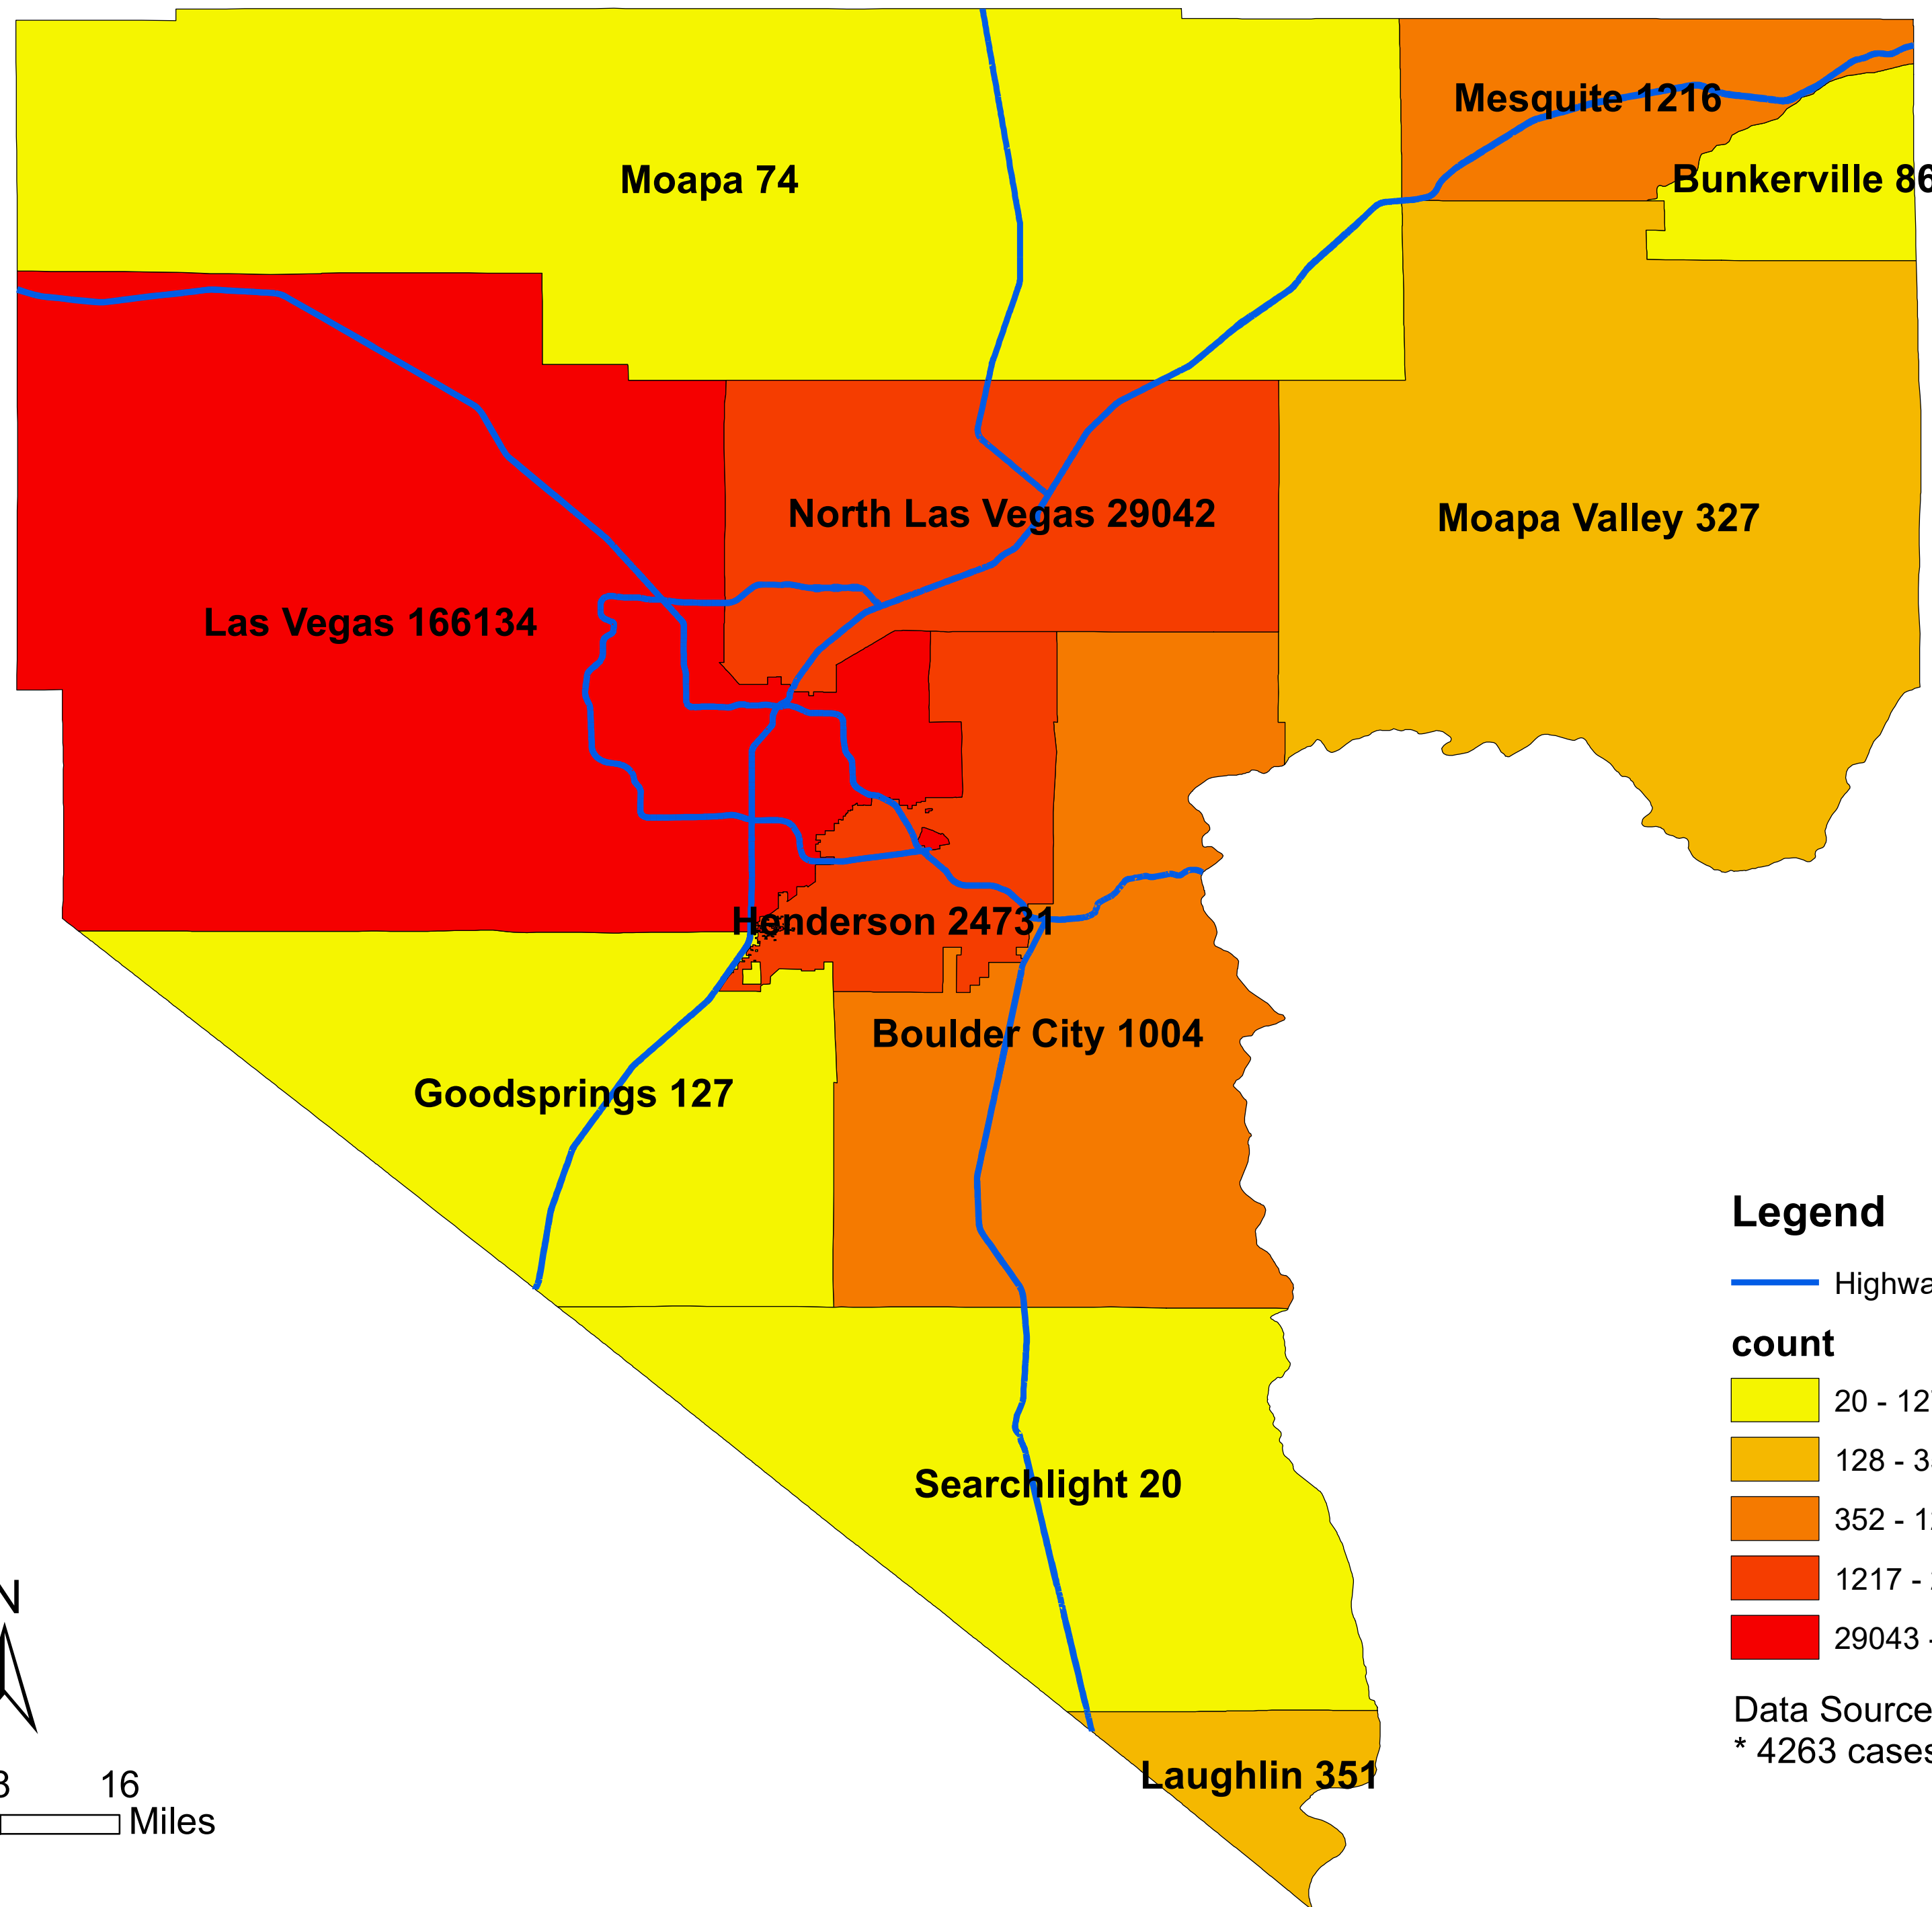 Mesquite 1216
Moapa 74
Bunkerville 86
North Las Vegas 29042
Moapa Valley 327
Las Vegas 166134
Henderson 24731
Boulder City 1004
Goodsprings 127
Searchlight 20
Laughlin 351
Legend
count
20 - 12
128 - 3
352 - 1
1217 -
29043 -
Data Source
* 4263 cases
N
16
Miles